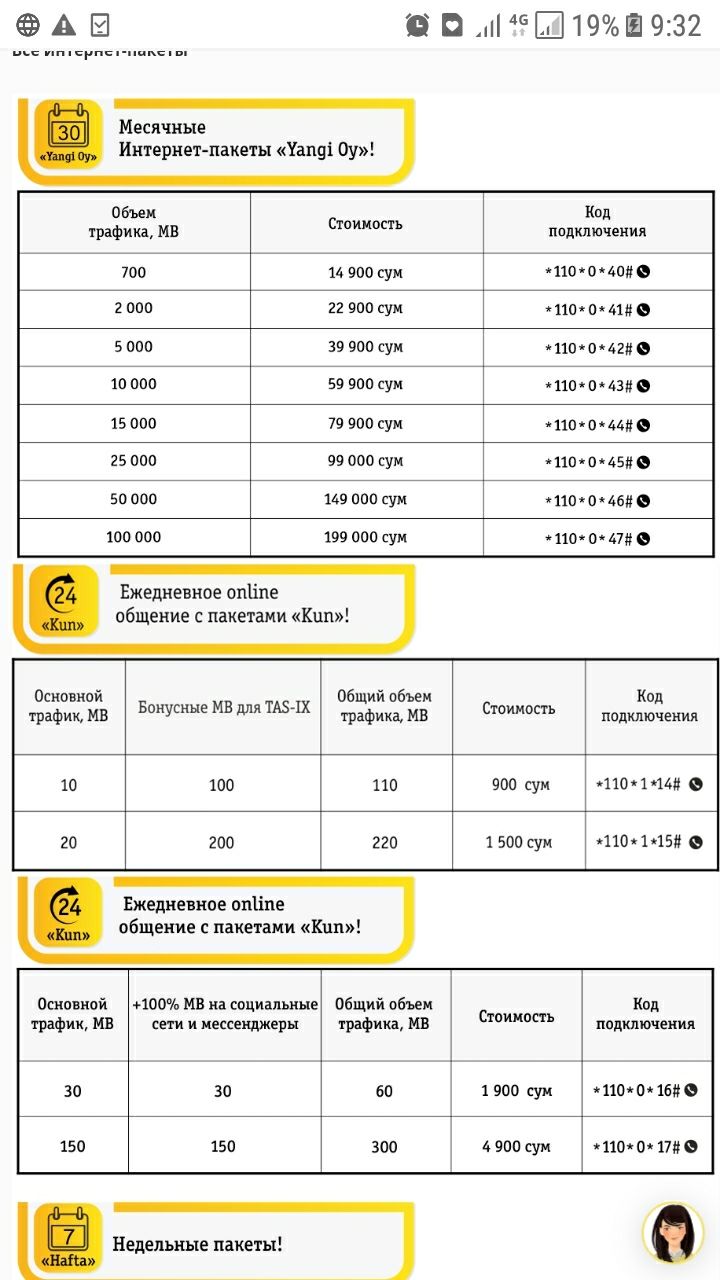 4G 19% 9:32
Все интернет-пакеты
30
«Yangi Oy»
Месячные
Интернет-пакеты «Yangi Oy»!
Объем
трафика, МВ
Стоимость
Код
подключения
700 14 900 сум *110*0*40#
2 000 22 900 сум *110*0*41#
5 000 39 900 сум *110*0*42#
10 000 59 900 сум *110*0*43#
15 000 79 900 сум *110*0*44#
25 000 99 000 сум *110*0*45#
50 000 149 000 сум *110*0*46#
100 000 199 000 сум *110*0*47#
24
«Kun»
Ежедневное online
общение с пакетами «Kun»!
Основной
трафик, МВ
Бонусные МВ для TAS-IX
Общий объем
трафика, МВ
Стоимость
Код
подключения
10 100 110 900 сум *110*1*14#
20 200 220 1 500 сум *110*1*15#
24
«Kun»
Ежедневное online
общение с пакетами «Kun»!
Основной
трафик, МВ
+100% МВ на социальные
сети и мессенджеры
Общий объем
трафика, МВ
Стоимость
Код
подключения
30 30 60 1 900 сум *110*0*16#
150 150 300 4 900 сум *110*0*17#
7
«Hafta»
Недельные пакеты!